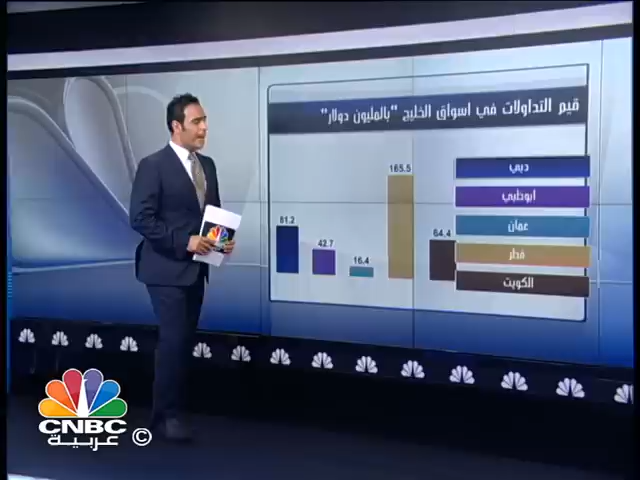 قيم التداولات في اسواق الخليج "بالمليون دولار"
دبي
ابوظبي
عمان
قطر
الكويت
81.2
42.7
16.4
165.5
64.4
CNBC
عربية ©